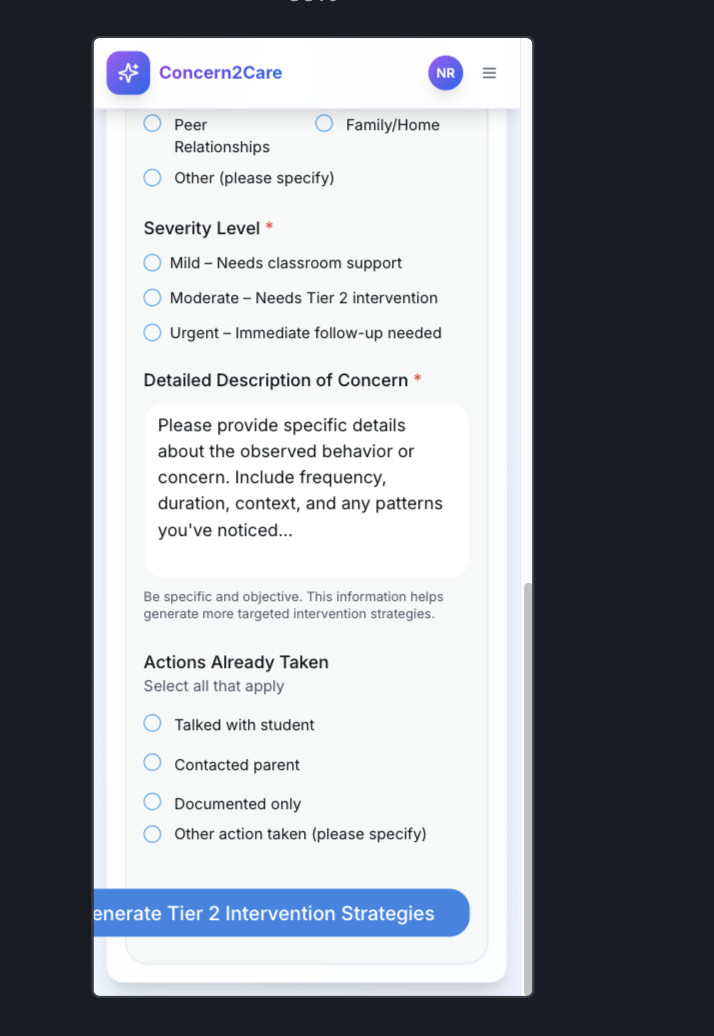 Concern2Care
NR
Peer
Relationships
Family/Home
Other (please specify)
Severity Level *
Mild – Needs classroom support
Moderate – Needs Tier 2 intervention
Urgent – Immediate follow-up needed
Detailed Description of Concern *
Please provide specific details
about the observed behavior or
concern. Include frequency,
duration, context, and any patterns
you've noticed...
Be specific and objective. This information helps
generate more targeted intervention strategies.
Actions Already Taken
Select all that apply
Talked with student
Contacted parent
Documented only
Other action taken (please specify)
enerate Tier 2 Intervention Strategies